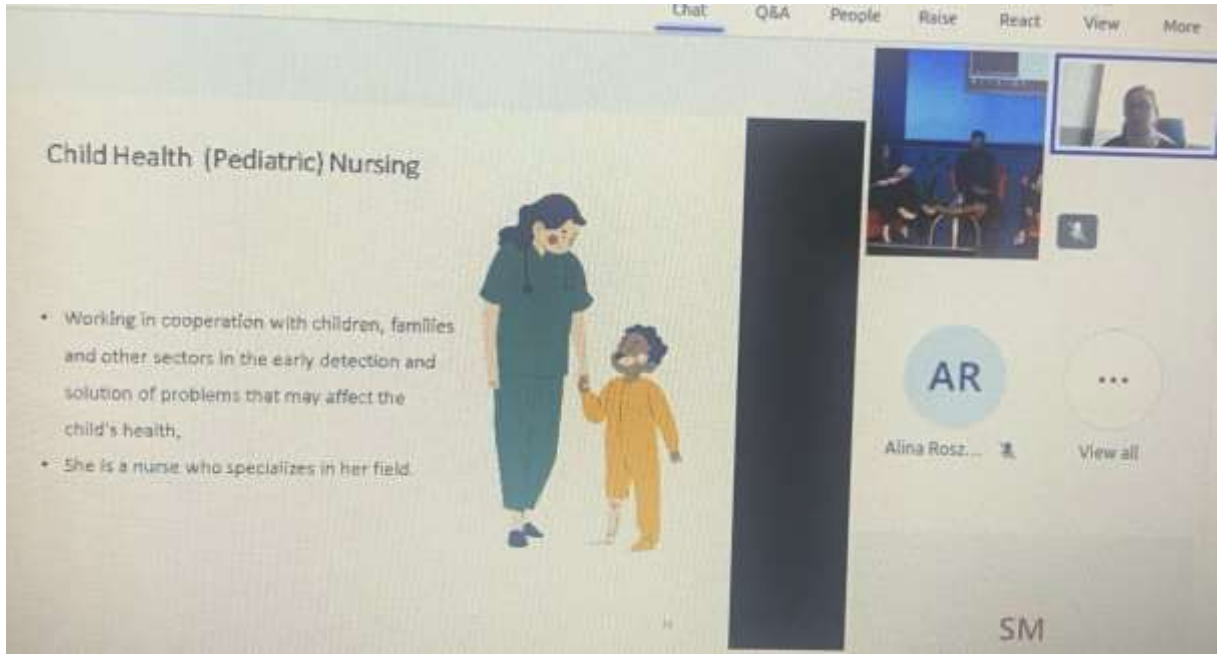 Chat Q&A People Raise React View More
Child Health (Pediatric) Nursing
• Working in cooperation with children, families
and other sectors in the early detection and
solution of problems that may affect the
child's health,
• She is a nurse who specializes in her field.
AR
Alina Rosz...
...
View all
SM